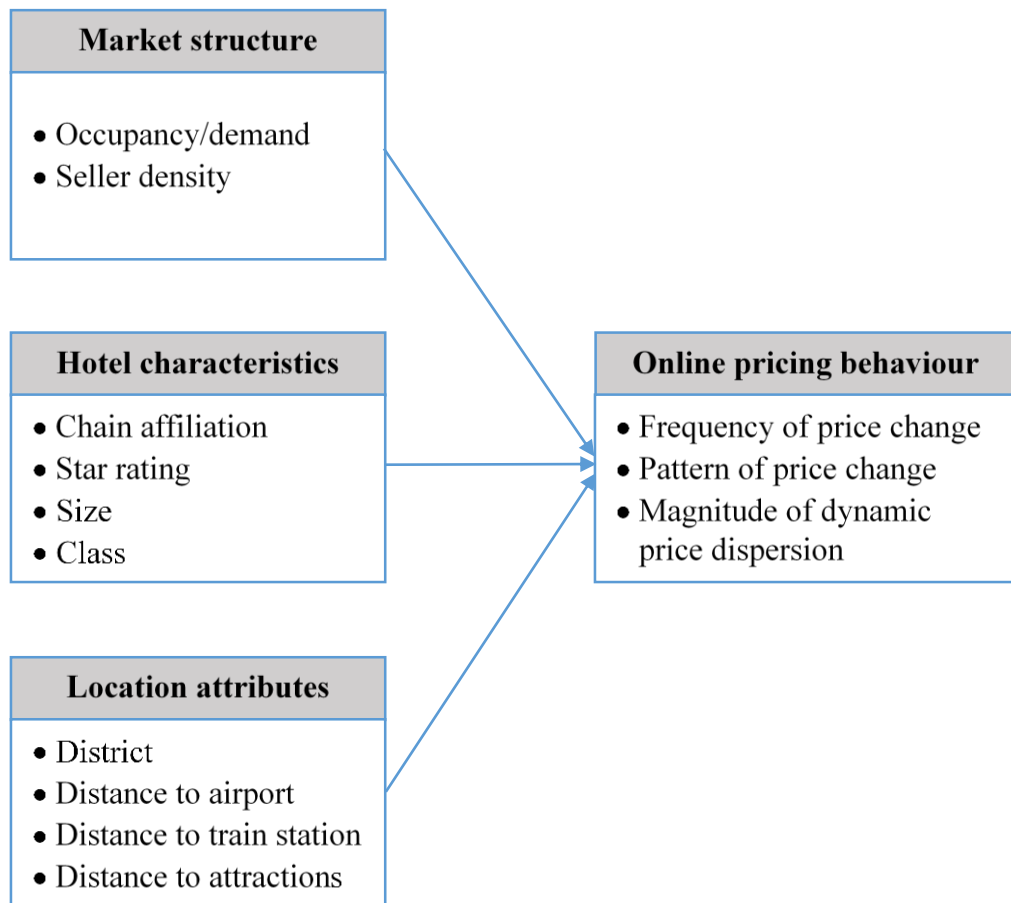 Market structure
• Occupancy/demand
• Seller density
Hotel characteristics
• Chain affiliation
• Star rating
• Size
• Class
Location attributes
• District
• Distance to airport
• Distance to train station
• Distance to attractions
Online pricing behaviour
• Frequency of price change
• Pattern of price change
• Magnitude of dynamic
price dispersion